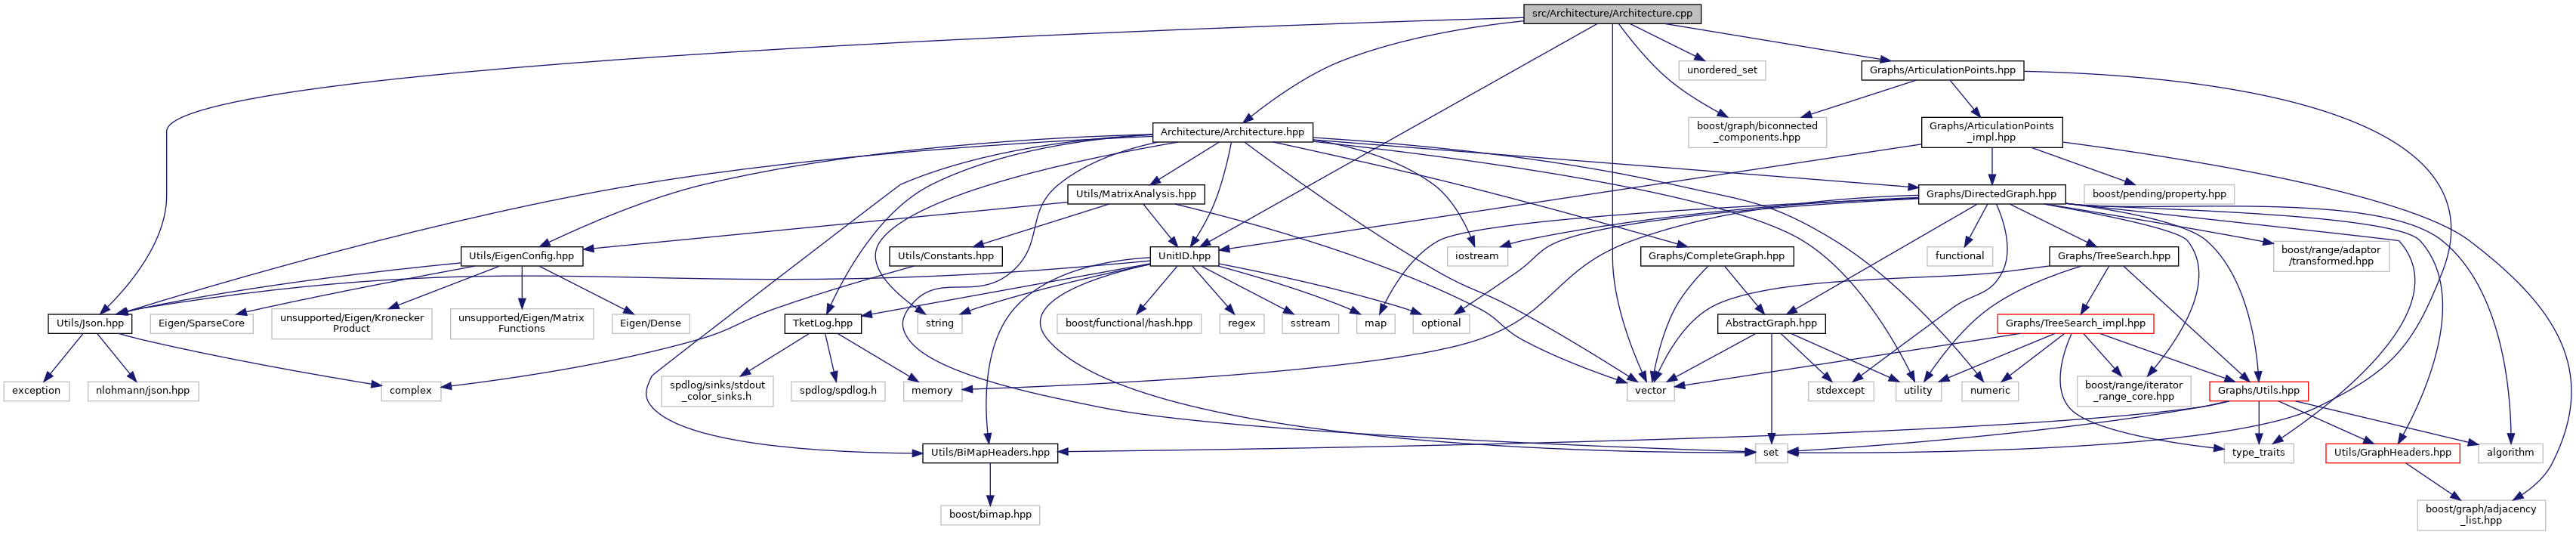 src/Architecture/Architecture.cpp
unordered_set
Graphs/ArticulationPoints.hpp
Architecture/Architecture.hpp
boost/graph/biconnected
_components.hpp
Graphs/ArticulationPoints
_impl.hpp
Utils/MatrixAnalysis.hpp
Graphs/DirectedGraph.hpp
boost/pending/property.hpp
Utils/EigenConfig.hpp
Utils/Constants.hpp
UnitID.hpp
iostream
Graphs/CompleteGraph.hpp
functional
Graphs/TreeSearch.hpp
boost/range/adaptor
/transformed.hpp
Utils/Json.hpp
Eigen/SparseCore
unsupported/Eigen/Kronecker
Product
unsupported/Eigen/Matrix
Functions
Eigen/Dense
TketLog.hpp
string
boost/functional/hash.hpp
regex
sstream
map
optional
AbstractGraph.hpp
Graphs/TreeSearch_impl.hpp
exception
nlohmann/json.hpp
complex
spdlog/sinks/stdout
_color_sinks.h
spdlog/spdlog.h
memory
vector
stdexcept
utility
numeric
boost/range/iterator
_range_core.hpp
Graphs/Utils.hpp
Utils/BiMapHeaders.hpp
set
type_traits
Utils/GraphHeaders.hpp
algorithm
boost/bimap.hpp
boost/graph/adjacency
_list.hpp